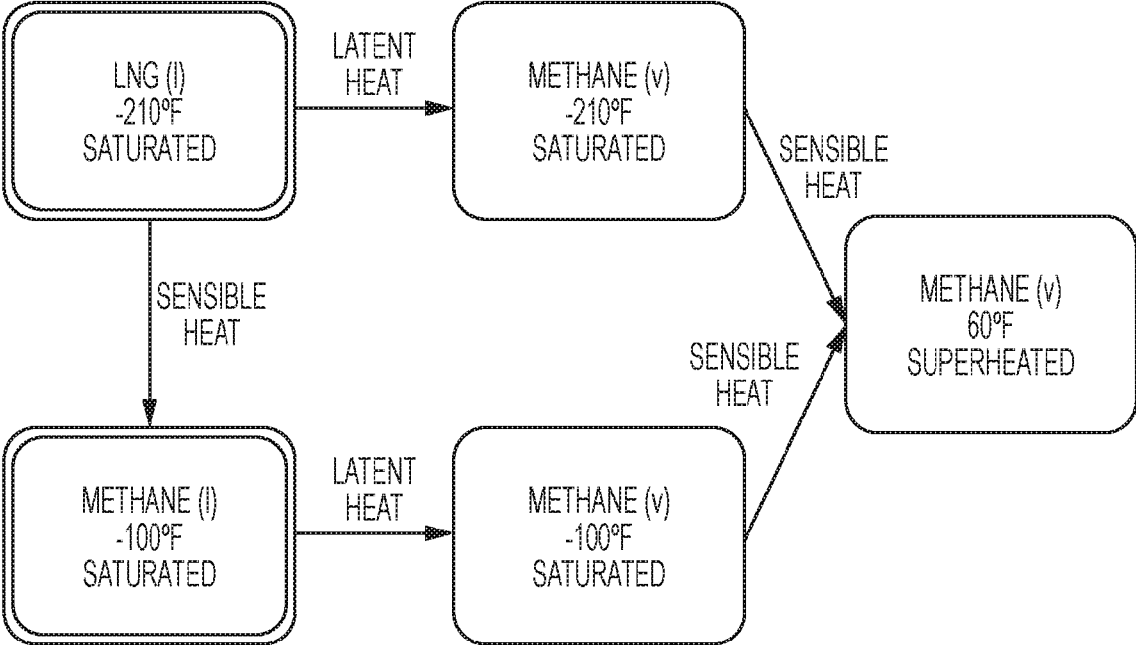 LNG (l)
-210ºF
SATURATED
LATENT
HEAT
METHANE (v)
-210ºF
SATURATED
SENSIBLE
HEAT
SENSIBLE
HEAT
METHANE (v)
60ºF
SUPERHEATED
SENSIBLE
HEAT
METHANE (l)
-100ºF
SATURATED
LATENT
HEAT
METHANE (v)
-100ºF
SATURATED